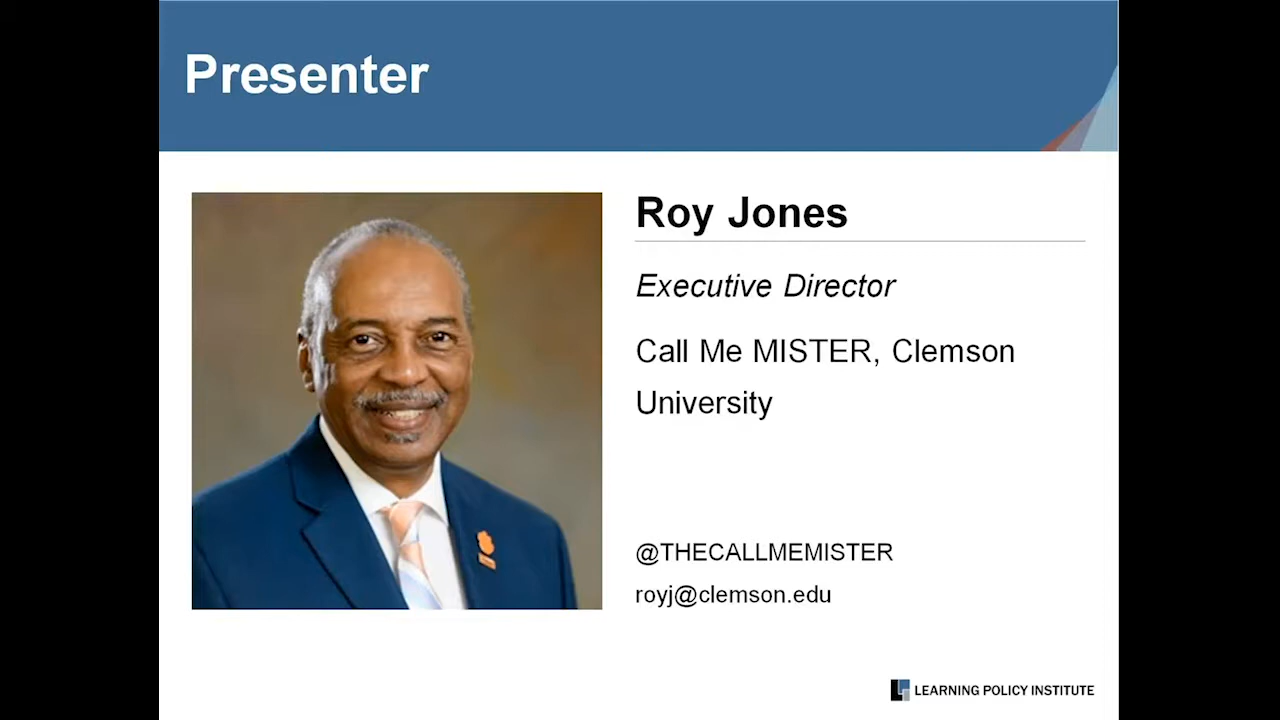 Presenter
Roy Jones
Executive Director
Call Me MISTER, Clemson
University
@THECALLMEMISTER
royj@clemson.edu
LEARNING POLICY INSTITUTE